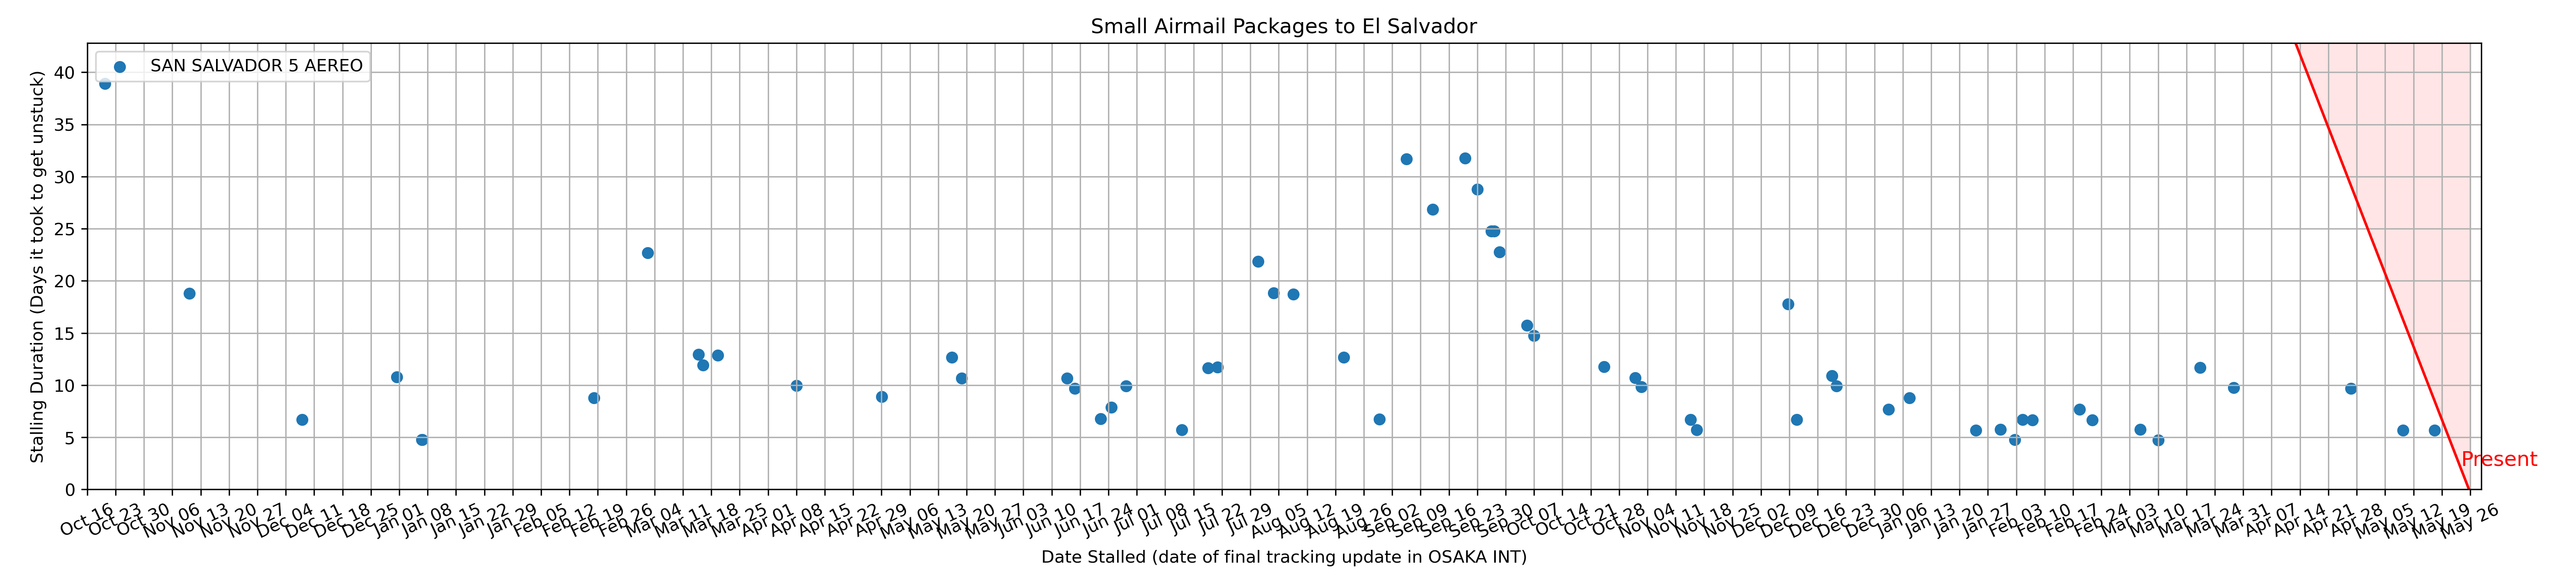 Small Airmail Packages to El Salvador
SAN SALVADOR 5 AEREO
Stalling Duration (Days it took to get unstuck)
40
35
30
25
20
15
10
5
0
Present
Oct 16
Oct 23
Oct 30
Nov 06
Nov 13
Nov 20
Nov 27
Dec 04
Dec 11
Dec 18
Dec 25
Jan 01
Jan 08
Jan 15
Jan 22
Jan 29
Feb 05
Feb 12
Feb 19
Feb 26
Mar 04
Mar 11
Mar 18
Mar 25
Apr 01
Apr 08
Apr 15
Apr 22
Apr 29
May 06
May 13
May 20
May 27
Jun 03
Jun 10
Jun 17
Jun 24
Jul 01
Jul 08
Jul 15
Jul 22
Jul 29
Aug 05
Aug 12
Aug 19
Aug 26
Sep 02
Sep 09
Sep 16
Sep 23
Sep 30
Oct 07
Oct 14
Oct 21
Oct 28
Nov 04
Nov 11
Nov 18
Nov 25
Dec 02
Dec 09
Dec 16
Dec 23
Dec 30
Jan 06
Jan 13
Jan 20
Jan 27
Feb 03
Feb 10
Feb 17
Feb 24
Mar 03
Mar 10
Mar 17
Mar 24
Mar 31
Apr 07
Apr 14
Apr 21
Apr 28
May 05
May 12
May 19
May 26
Date Stalled (date of final tracking update in OSAKA INT)